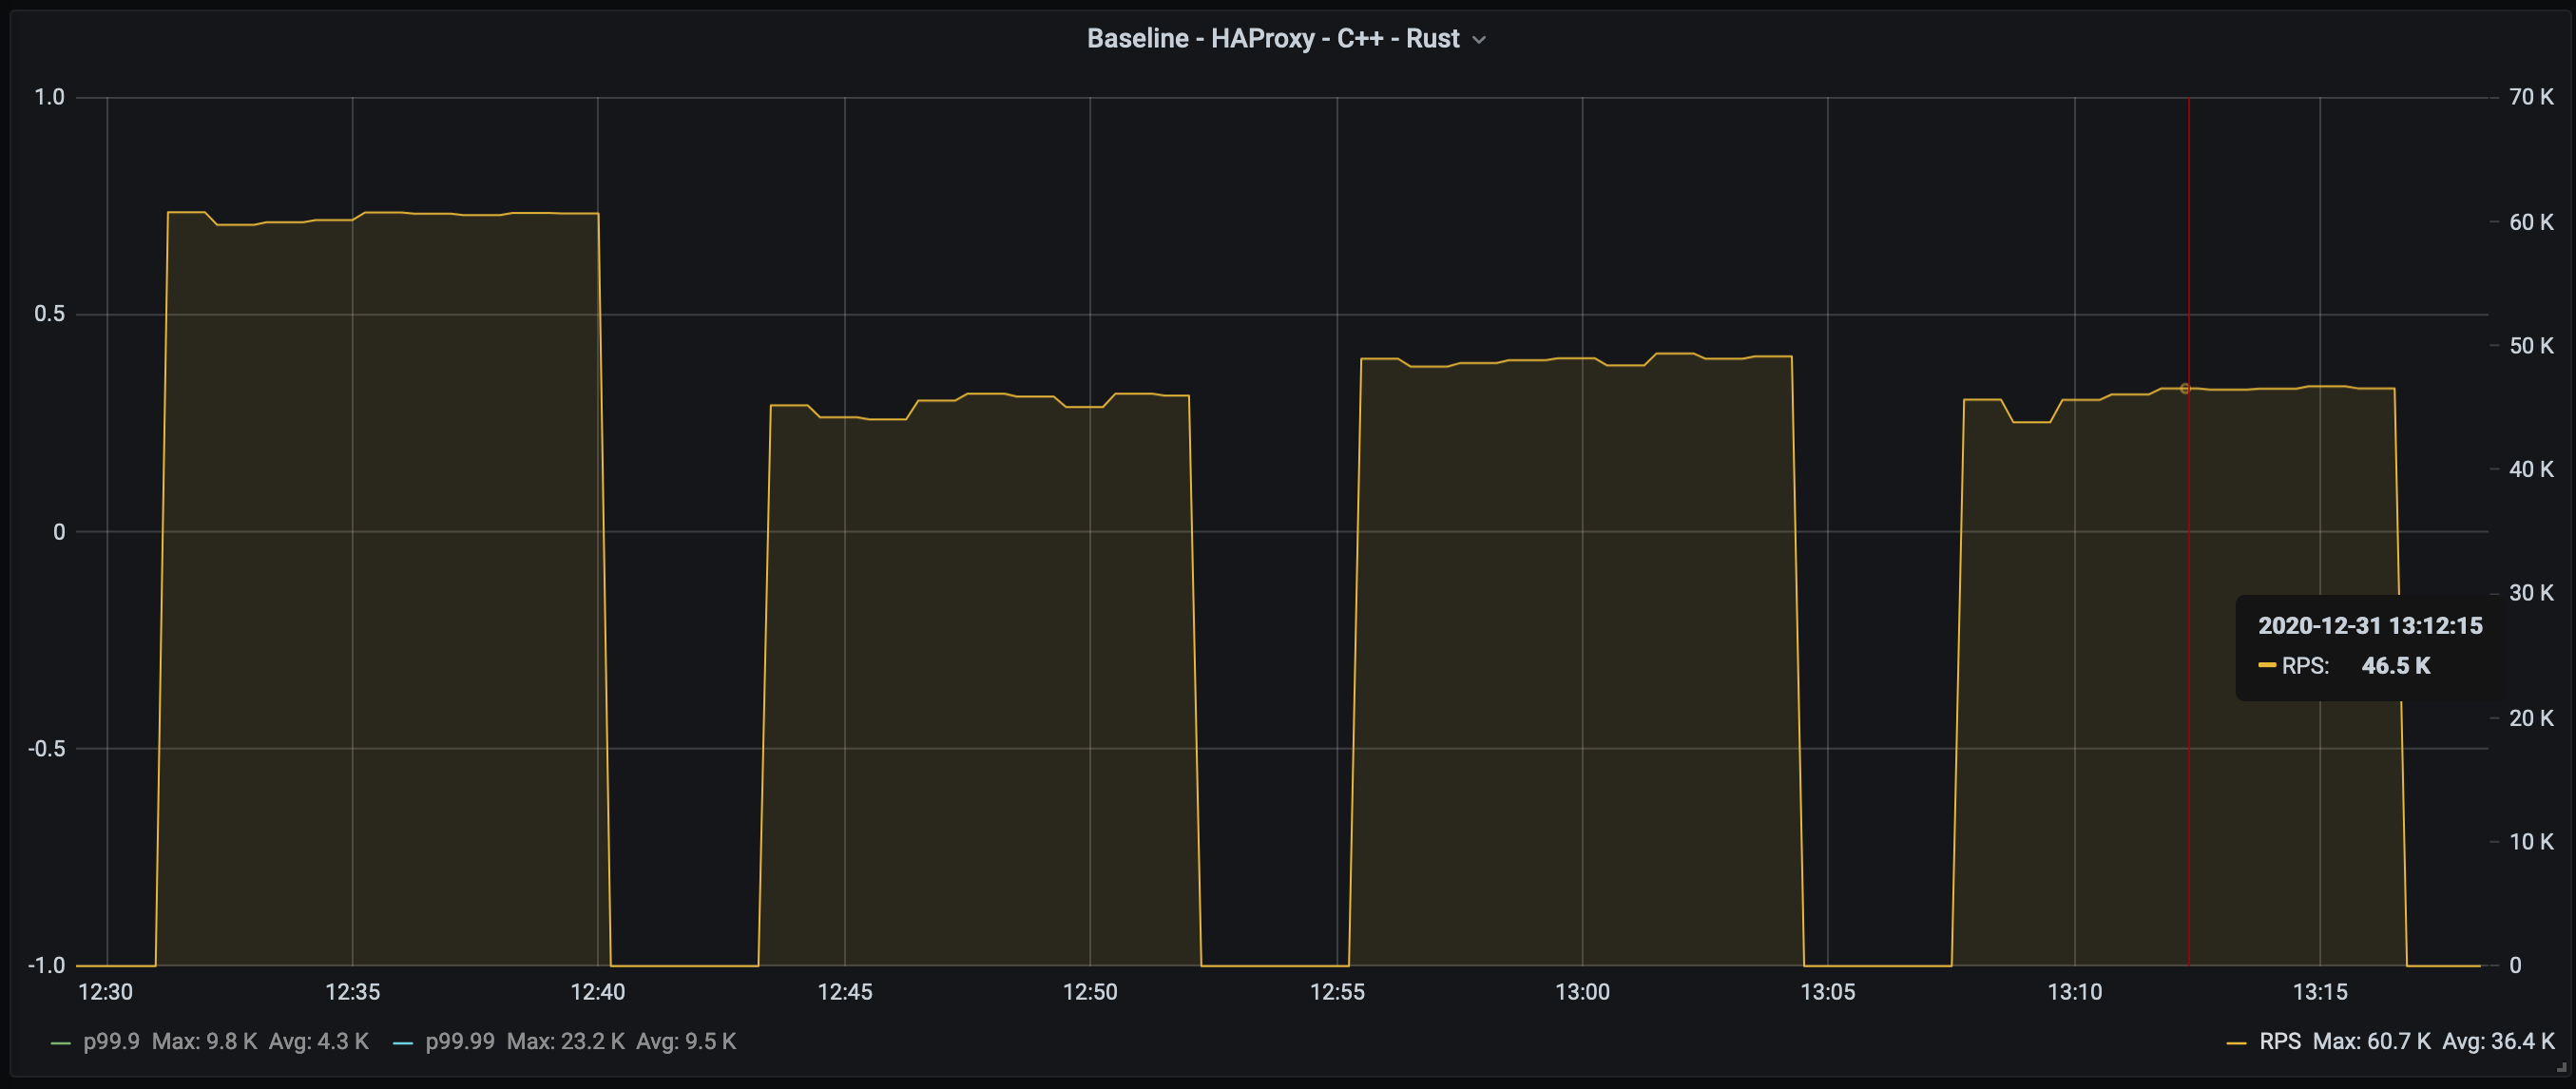 Baseline - HAProxy - C++ - Rust
1.0
0.5
0
-0.5
-1.0
70 K
60 K
50 K
40 K
30 K
20 K
10 K
0
2020-12-31 13:12:15
RPS: 46.5 K
12:30 12:35 12:40 12:45 12:50 12:55 13:00 13:05 13:10 13:15
p99.9 Max: 9.8 K Avg: 4.3 K p99.99 Max: 23.2 K Avg: 9.5 K RPS Max: 60.7 K Avg: 36.4 K